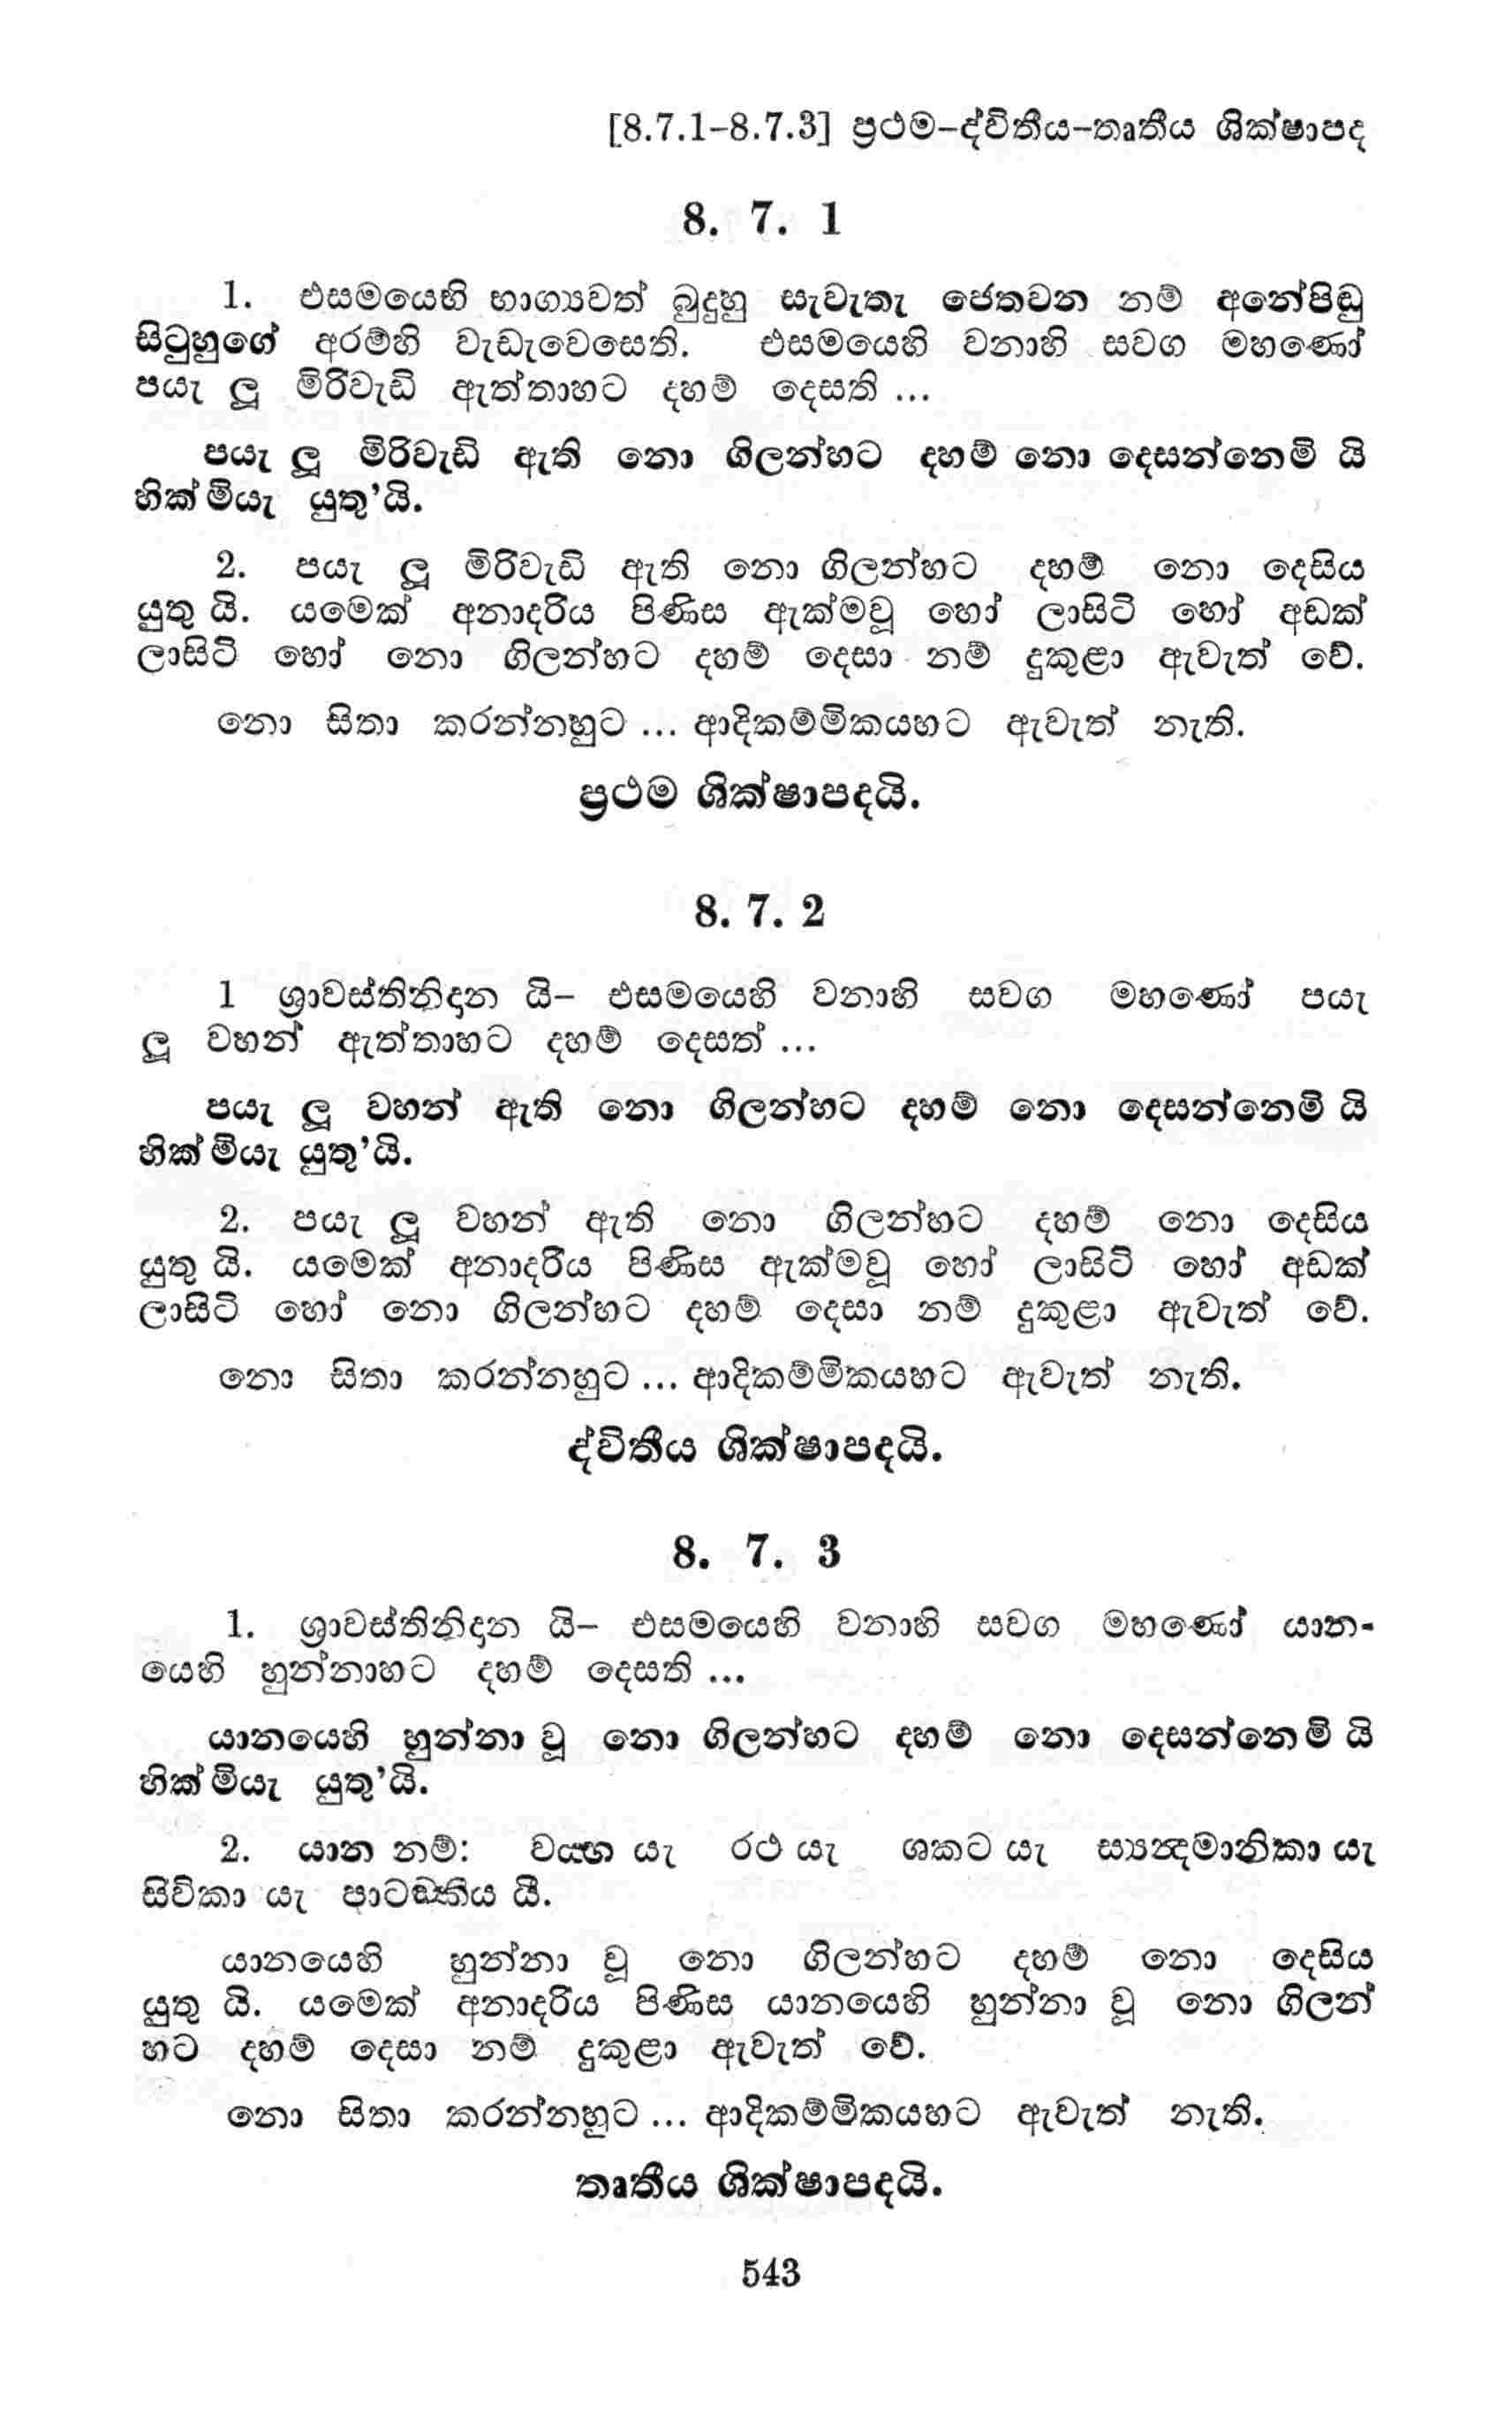 [8.7.1-8.7.3] ප්‍රථම-ද්විතීය-තෘතීය ශික්ෂාපද
8. 7. 1
1. එසමයෙහි භාග්‍යවත් බුදුහු සැවැතැ ජෙතවන නම් අනේපිඬු
සිටුහුගේ අරම්හි වැඩැවෙසෙති. එසමයෙහි වනාහි සවග මහණෝ
පයැ ලූ මිරිවැඩි ඇත්තාහට දහම් දෙසති ...
පයැ ලූ මිරිවැඩි ඇති නො ගිලන්හට දහම් නො දෙසන්නෙමි යි
හික්මියැ යුතු’යි.
2. පයැ ලූ මිරිවැඩි ඇති නො ගිලන්හට දහම් නො දෙසිය
යුතු යි. යමෙක් අනාදරිය පිණිස ඇක්මවූ හෝ ලාසිටි හෝ අඩක්
ලාසිටි හෝ නො ගිලන්හට දහම් දෙසා නම් දුකුළා ඇවැත් වේ.
නො සිතා කරන්නහුට ... ආදිකම්මිකයහට ඇවැත් නැති.
ප්‍රථම ශික්ෂාපදයි.
8. 7. 2
1 ශ්‍රාවස්තිනිදාන යි- එසමයෙහි වනාහි සවග මහණෝ පයැ
ලූ වහන් ඇත්තාහට දහම් දෙසත් ...
පයැ ලූ වහන් ඇති නො ගිලන්හට දහම් නො දෙසන්නෙමි යි
හික්මියැ යුතු’යි.
2. පයැ ලූ වහන් ඇති නො ගිලන්හට දහම් නො දෙසිය
යුතු යි. යමෙක් අනාදරිය පිණිස ඇක්මවූ හෝ ලාසිටි හෝ අඩක්
ලාසිටි හෝ නො ගිලන්හට දහම් දෙසා නම් දුකුළා ඇවැත් වේ.
නො සිතා කරන්නහුට ... ආදිකම්මිකයහට ඇවැත් නැති.
ද්විතීය ශික්ෂාපදයි.
8. 7. 3
1. ශ්‍රාවස්තිනිදාන යි- එසමයෙහි වනාහි සවග මහණෝ යාන-
යෙහි හුන්නාහට දහම් දෙසති ...
යානයෙහි හුන්නා වූ නො ගිලන්හට දහම් නො දෙසන්නෙමි යි
හික්මියැ යුතු’යි.
2. යාන නම්: වය්හ යැ රථ යැ ශකට යැ ස්‍යන්‍දමානිකා යැ
සිවිකා යැ පාටඞ්කීය යී.
යානයෙහි හුන්නා වූ නො ගිලන්හට දහම් නො දෙසිය
යුතු යි. යමෙක් අනාදරිය පිණිස යානයෙහි හුන්නා වූ නො ගිලන්
හට දහම් දෙසා නම් දුකුළා ඇවැත් වේ.
නො සිතා කරන්නහුට ... ආදිකම්මිකයහට ඇවැත් නැති.
තෘතීය ශික්ෂාපදයි.
543